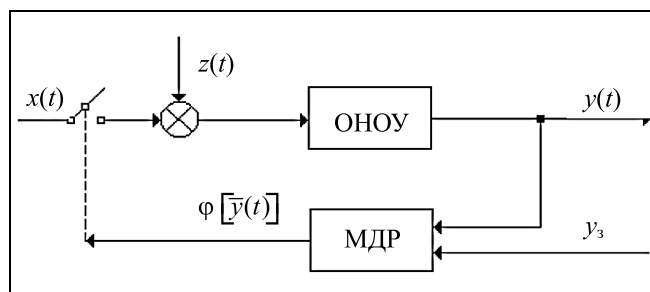 z(t)
x(t)
y(t)
ОНОУ
φ[y̅(t)]
МДР
yз